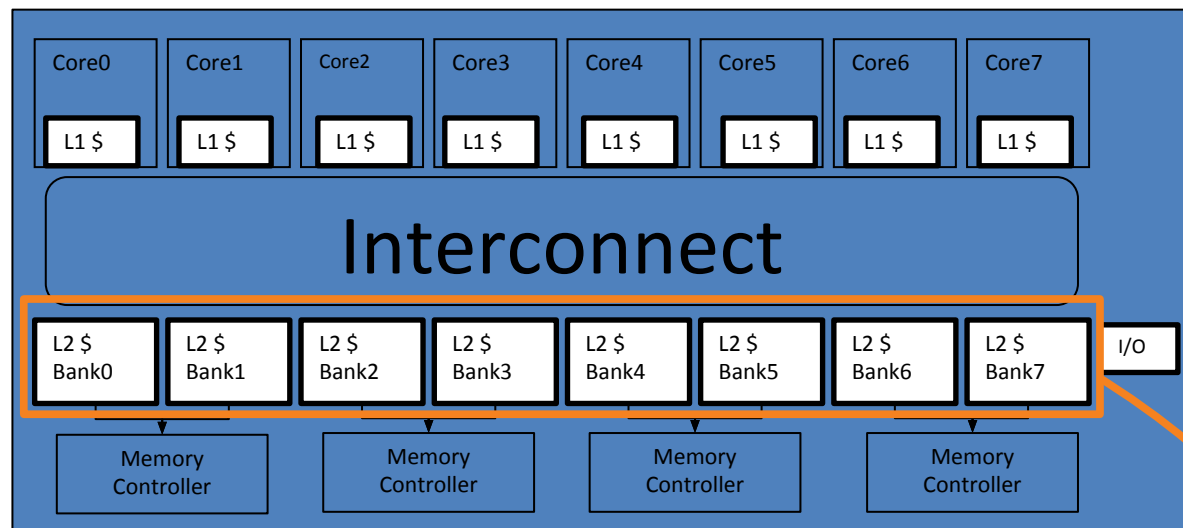 Core0 Core1 Core2 Core3 Core4 Core5 Core6 Core7
L1 $ L1 $ L1 $ L1 $ L1 $ L1 $ L1 $ L1 $
Interconnect
L2 $ L2 $ L2 $ L2 $ L2 $ L2 $ L2 $ L2 $ I/O
Bank0 Bank1 Bank2 Bank3 Bank4 Bank5 Bank6 Bank7
Memory Memory Memory Memory
Controller Controller Controller Controller